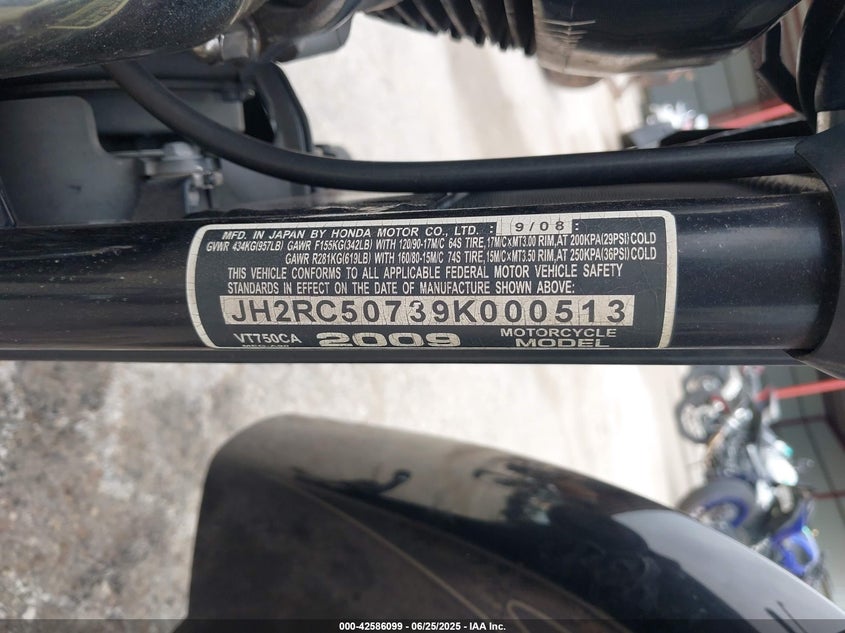 MFD. IN JAPAN BY HONDA MOTOR CO., LTD. : 9/08 :
GVWR 434KG(957LB) GAWR F155KG(342LB) WITH 120/90-17M/C 64S TIRE, 17M/C×MT3.00 RIM, AT 200KPA(29PSI)COLD
GAWR R281KG(619LB) WITH 160/80-15M/C 74S TIRE, 15M/C×MT3.50 RIM, AT 250KPA(36PSI)COLD
THIS VEHICLE CONFORMS TO ALL APPLICABLE FEDERAL MOTOR VEHICLE SAFETY
STANDARDS IN EFFECT ON THE DATE OF MANUFACTURE SHOWN ABOVE:
JH2RC50739K000513
VT750CA 2009 MOTORCYCLE MODEL
000-42586099 - 06/25/2025 - IAA Inc.